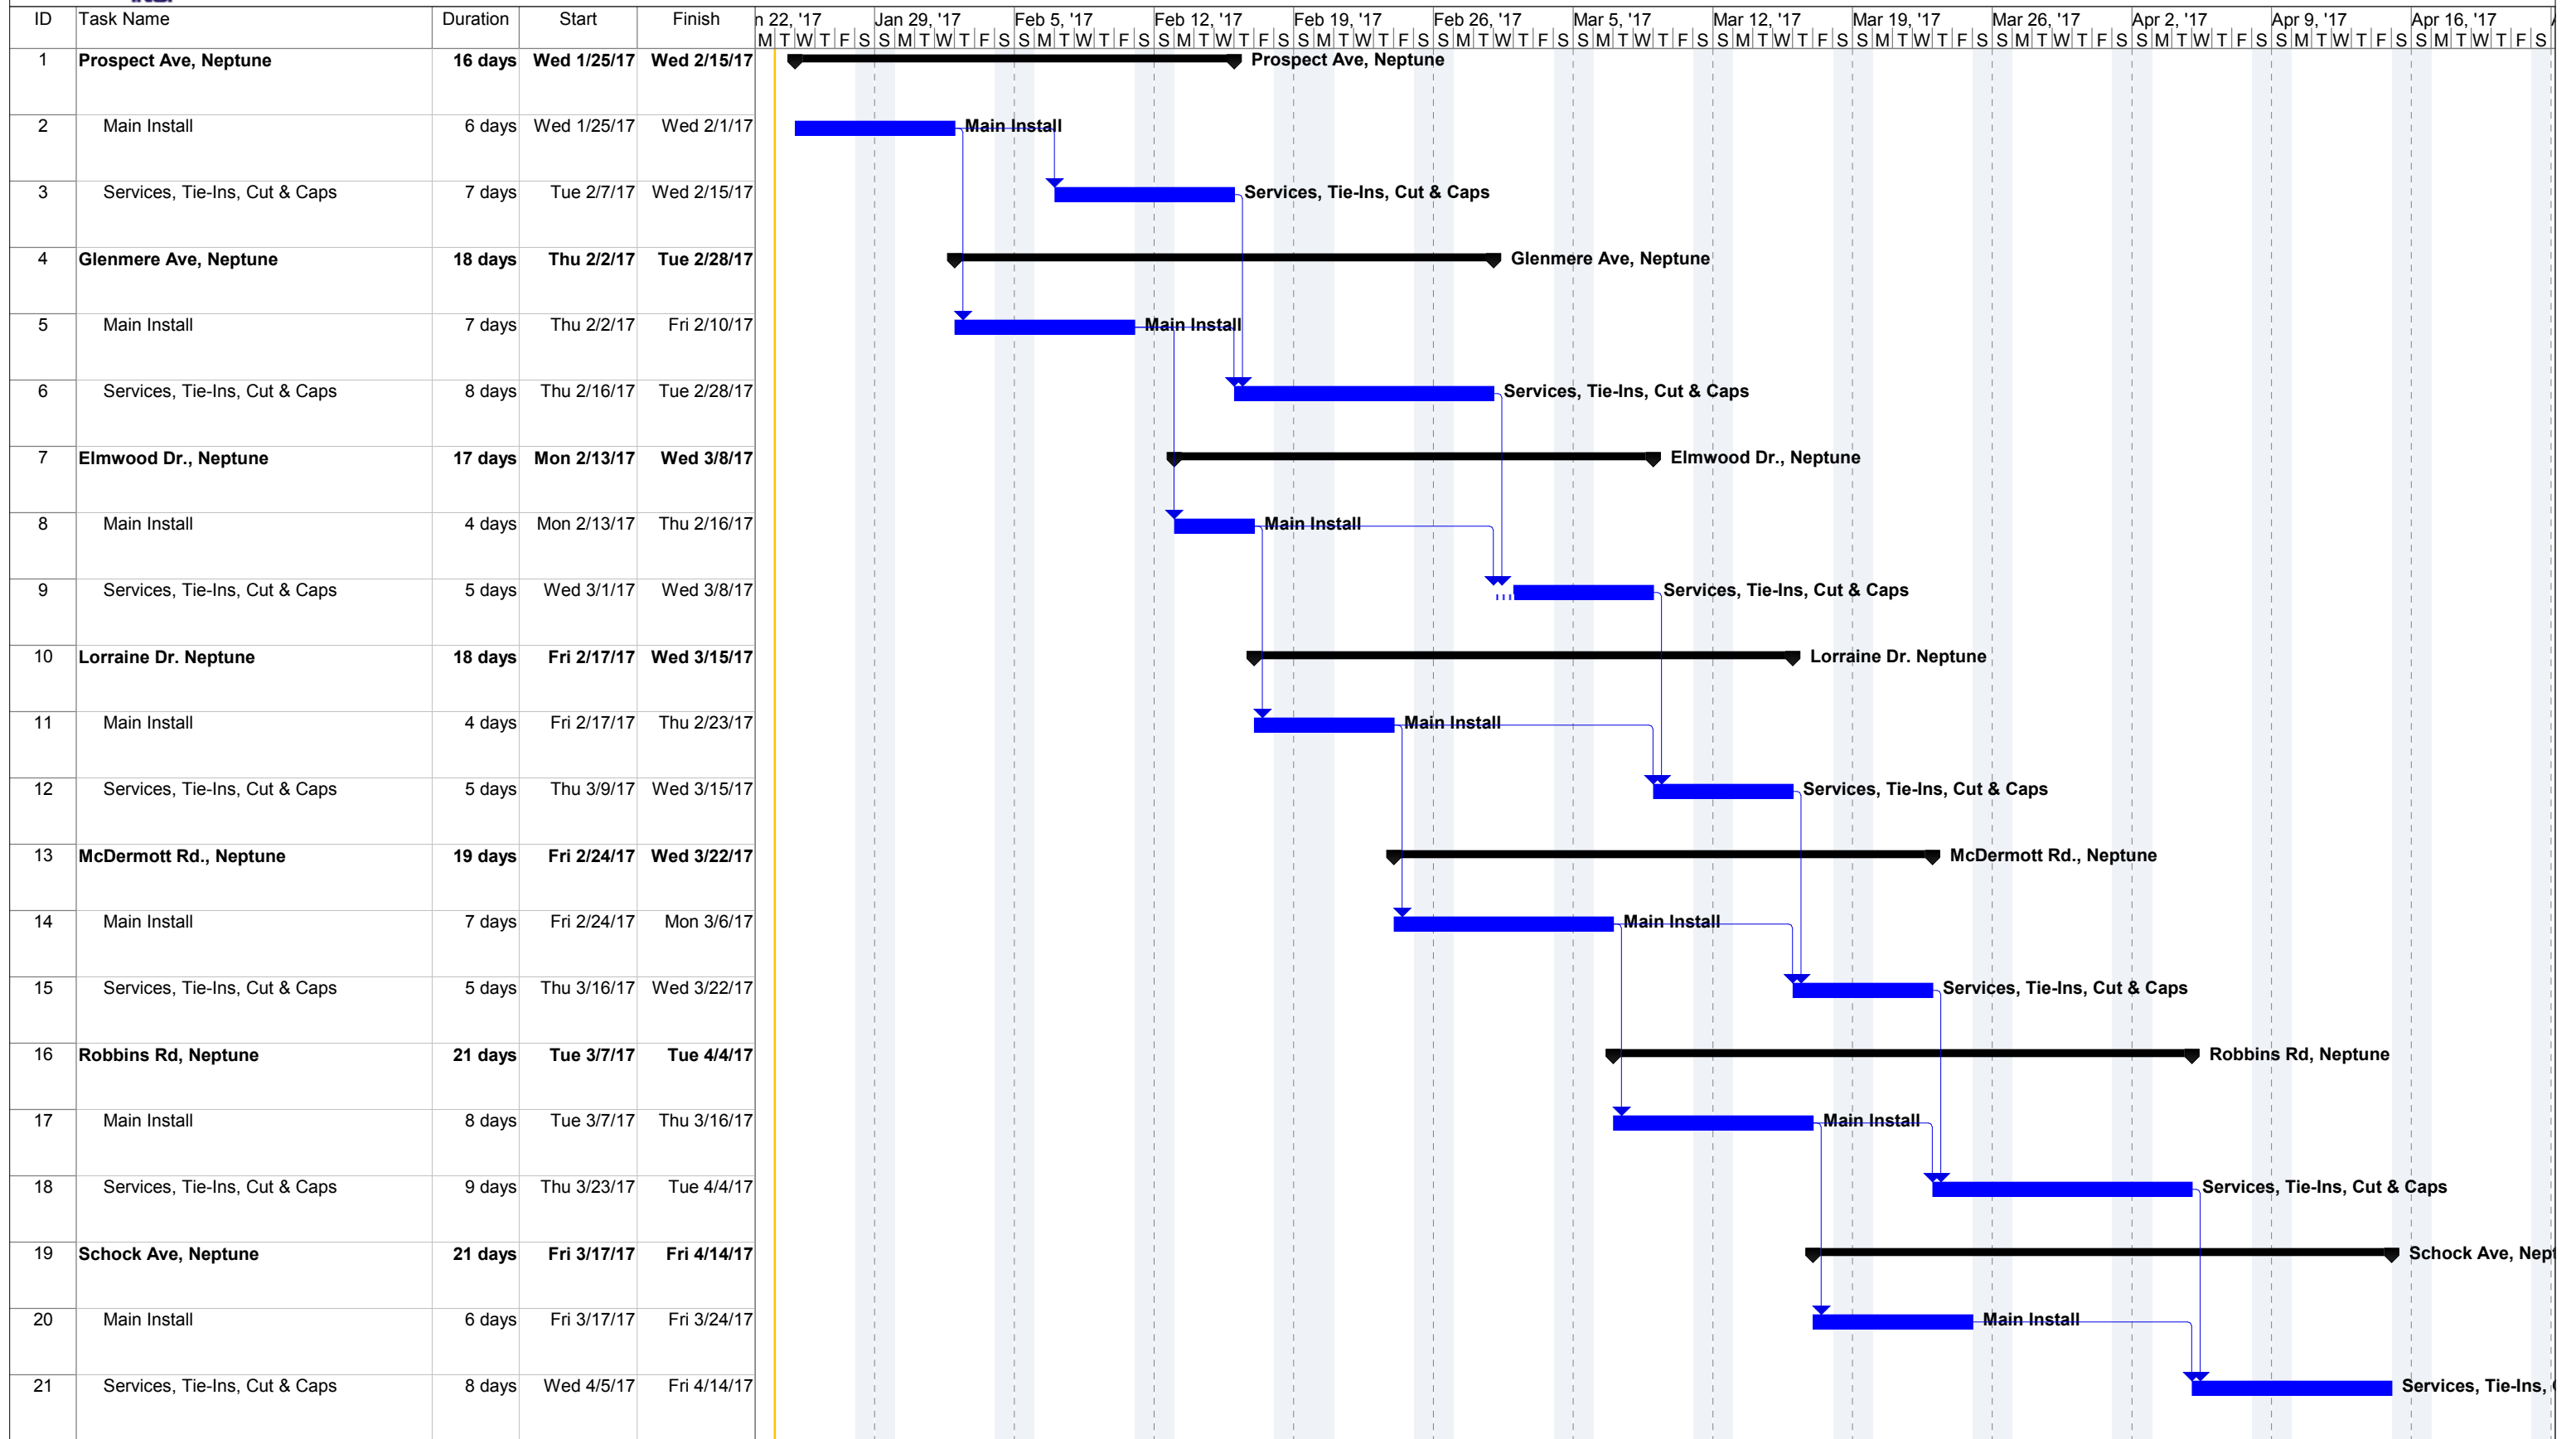 ID Task Name Duration Start Finish n 22, '17 Jan 29, '17 Feb 5, '17 Feb 12, '17 Feb 19, '17 Feb 26, '17 Mar 5, '17 Mar 12, '17 Mar 19, '17 Mar 26, '17 Apr 2, '17 Apr 9, '17 Apr 16, '17
M T W T F S S M T W T F S S M T W T F S S M T W T F S S M T W T F S S M T W T F S S M T W T F S S M T W T F S S M T W T F S S M T W T F S S M T W T F S S M T W T F S S M T W T F S
1 Prospect Ave, Neptune 16 days Wed 1/25/17 Wed 2/15/17 Prospect Ave, Neptune
2 Main Install 6 days Wed 1/25/17 Wed 2/1/17 Main Install
3 Services, Tie-Ins, Cut & Caps 7 days Tue 2/7/17 Wed 2/15/17 Services, Tie-Ins, Cut & Caps
4 Glenmere Ave, Neptune 18 days Thu 2/2/17 Tue 2/28/17 Glenmere Ave, Neptune
5 Main Install 7 days Thu 2/2/17 Fri 2/10/17 Main Install
6 Services, Tie-Ins, Cut & Caps 8 days Thu 2/16/17 Tue 2/28/17 Services, Tie-Ins, Cut & Caps
7 Elmwood Dr., Neptune 17 days Mon 2/13/17 Wed 3/8/17 Elmwood Dr., Neptune
8 Main Install 4 days Mon 2/13/17 Thu 2/16/17 Main Install
9 Services, Tie-Ins, Cut & Caps 5 days Wed 3/1/17 Wed 3/8/17 Services, Tie-Ins, Cut & Caps
10 Lorraine Dr. Neptune 18 days Fri 2/17/17 Wed 3/15/17 Lorraine Dr. Neptune
11 Main Install 4 days Fri 2/17/17 Thu 2/23/17 Main Install
12 Services, Tie-Ins, Cut & Caps 5 days Thu 3/9/17 Wed 3/15/17 Services, Tie-Ins, Cut & Caps
13 McDermott Rd., Neptune 19 days Fri 2/24/17 Wed 3/22/17 McDermott Rd., Neptune
14 Main Install 7 days Fri 2/24/17 Mon 3/6/17 Main Install
15 Services, Tie-Ins, Cut & Caps 5 days Thu 3/16/17 Wed 3/22/17 Services, Tie-Ins, Cut & Caps
16 Robbins Rd, Neptune 21 days Tue 3/7/17 Tue 4/4/17 Robbins Rd, Neptune
17 Main Install 8 days Tue 3/7/17 Thu 3/16/17 Main Install
18 Services, Tie-Ins, Cut & Caps 9 days Thu 3/23/17 Tue 4/4/17 Services, Tie-Ins, Cut & Caps
19 Schock Ave, Neptune 21 days Fri 3/17/17 Fri 4/14/17 Schock Ave, Nept
20 Main Install 6 days Fri 3/17/17 Fri 3/24/17 Main Install
21 Services, Tie-Ins, Cut & Caps 8 days Wed 4/5/17 Fri 4/14/17 Services, Tie-Ins,